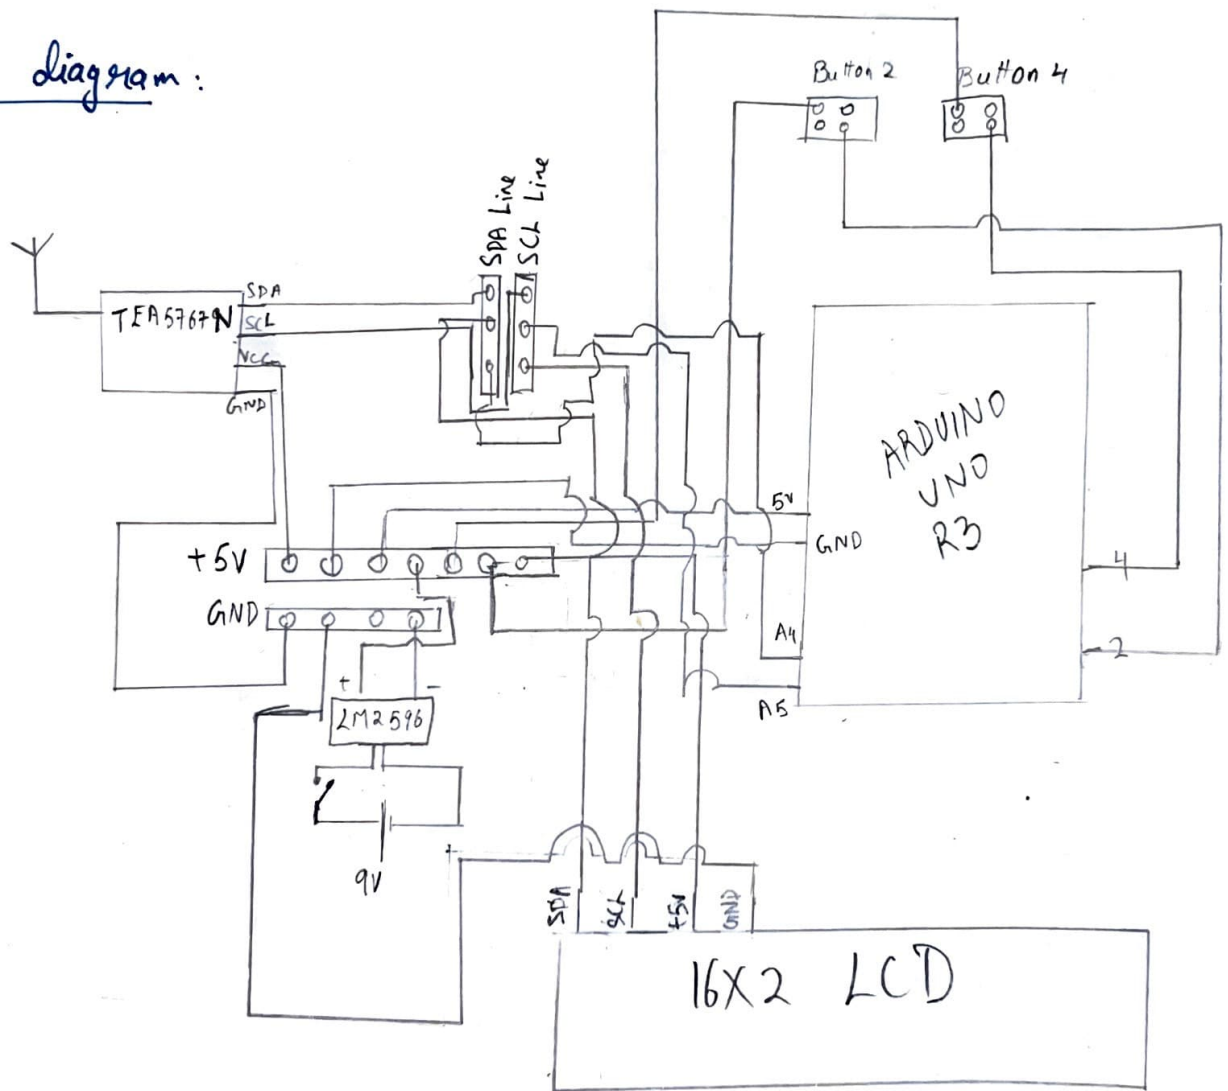 diagram:
Button 2
Button 4
SDA Line
SCL Line
TEA5767N
SDA
SCL
VCC
GND
ARDUINO
UNO
R3
5V
GND
A4
A5
4
2
+5V
GND
+
-
LM2596
9V
SDA
SCL
+5V
GND
16X2 LCD